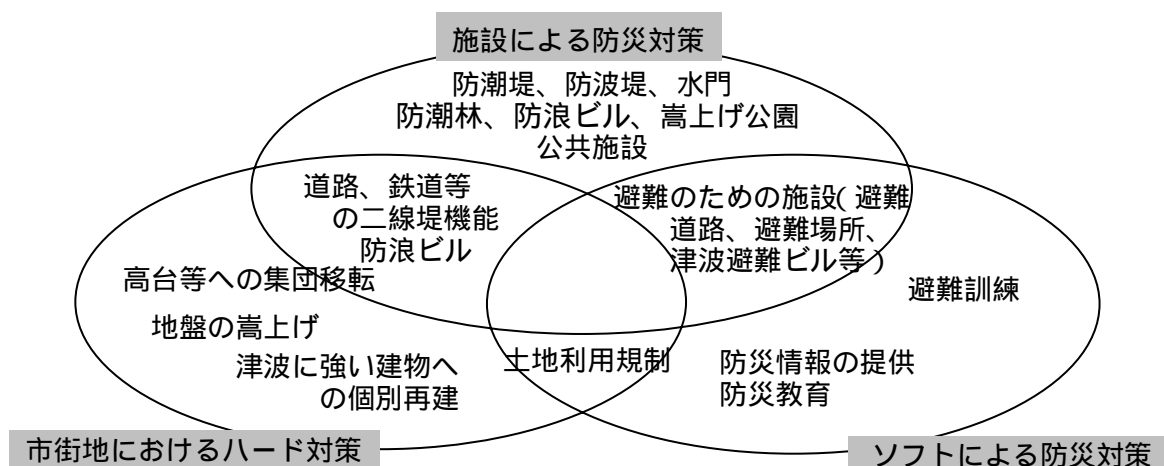 施設による防災対策
防潮堤、防波堤、水門
防潮林、防浪ビル、嵩上げ公園
公共施設
道路、鉄道等
の二線堤機能
防浪ビル
避難のための施設(避難
道路、避難場所、
津波避難ビル等)
高台等への集団移転
地盤の嵩上げ
津波に強い建物へ
の個別再建
土地利用規制
避難訓練
防災情報の提供
防災教育
市街地におけるハード対策
ソフトによる防災対策